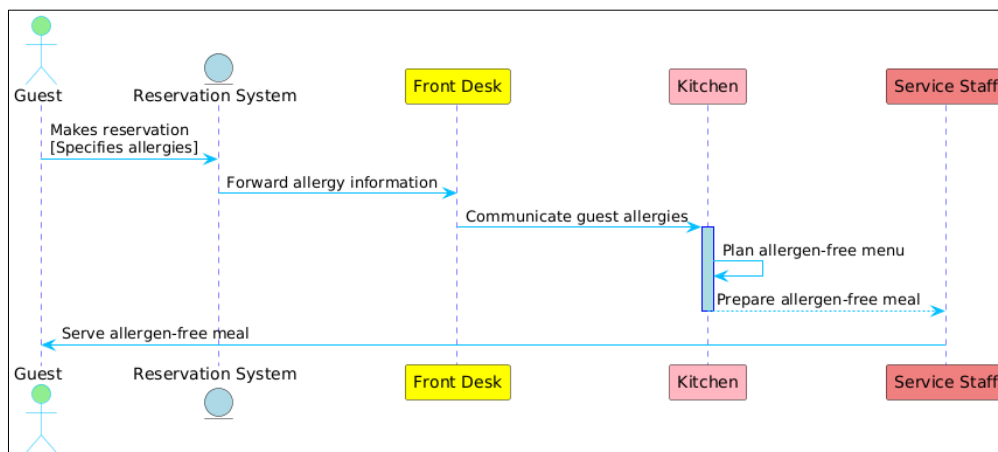 Guest
Reservation System
Front Desk
Kitchen
Service Staff
Makes reservation
[Specifies allergies]
Forward allergy information
Communicate guest allergies
Plan allergen-free menu
Prepare allergen-free meal
Serve allergen-free meal
Guest
Reservation System
Front Desk
Kitchen
Service Staff